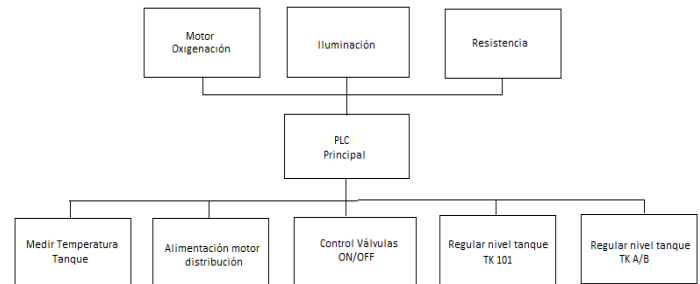 Motor
Oxigenación
Iluminación
Resistencia
PLC
Principal
Medir Temperatura
Tanque
Alimentación motor
distribución
Control Válvulas
ON/OFF
Regular nivel tanque
TK 101
Regular nivel tanque
TK A/B